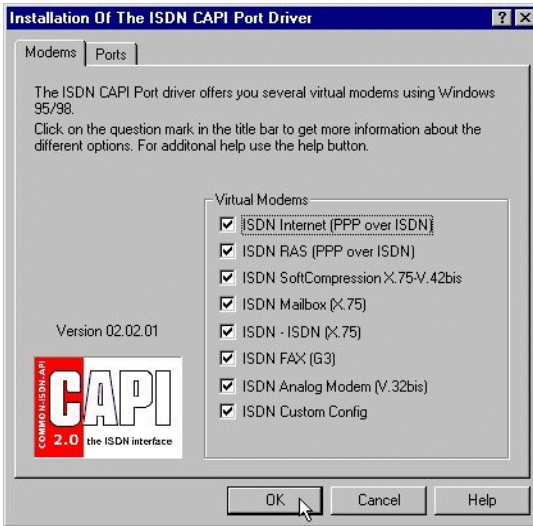 Installation Of The ISDN CAPI Port Driver
Modems
Ports
The ISDN CAPI Port driver offers you several virtual modems using Windows
95/98.
Click on the question mark in the title bar to get more information about the
different options. For additonal help use the help button.
Virtual Modems
ISDN Internet (PPP over ISDN)
ISDN RAS (PPP over ISDN)
ISDN SoftCompression X.75-V.42bis
ISDN Mailbox (X.75)
ISDN - ISDN (X.75)
ISDN FAX (G3)
ISDN Analog Modem (V.32bis)
ISDN Custom Config
Version 02.02.01
COMMON-ISDN-API
CAPI
2.0 the ISDN interface
OK
Cancel
Help